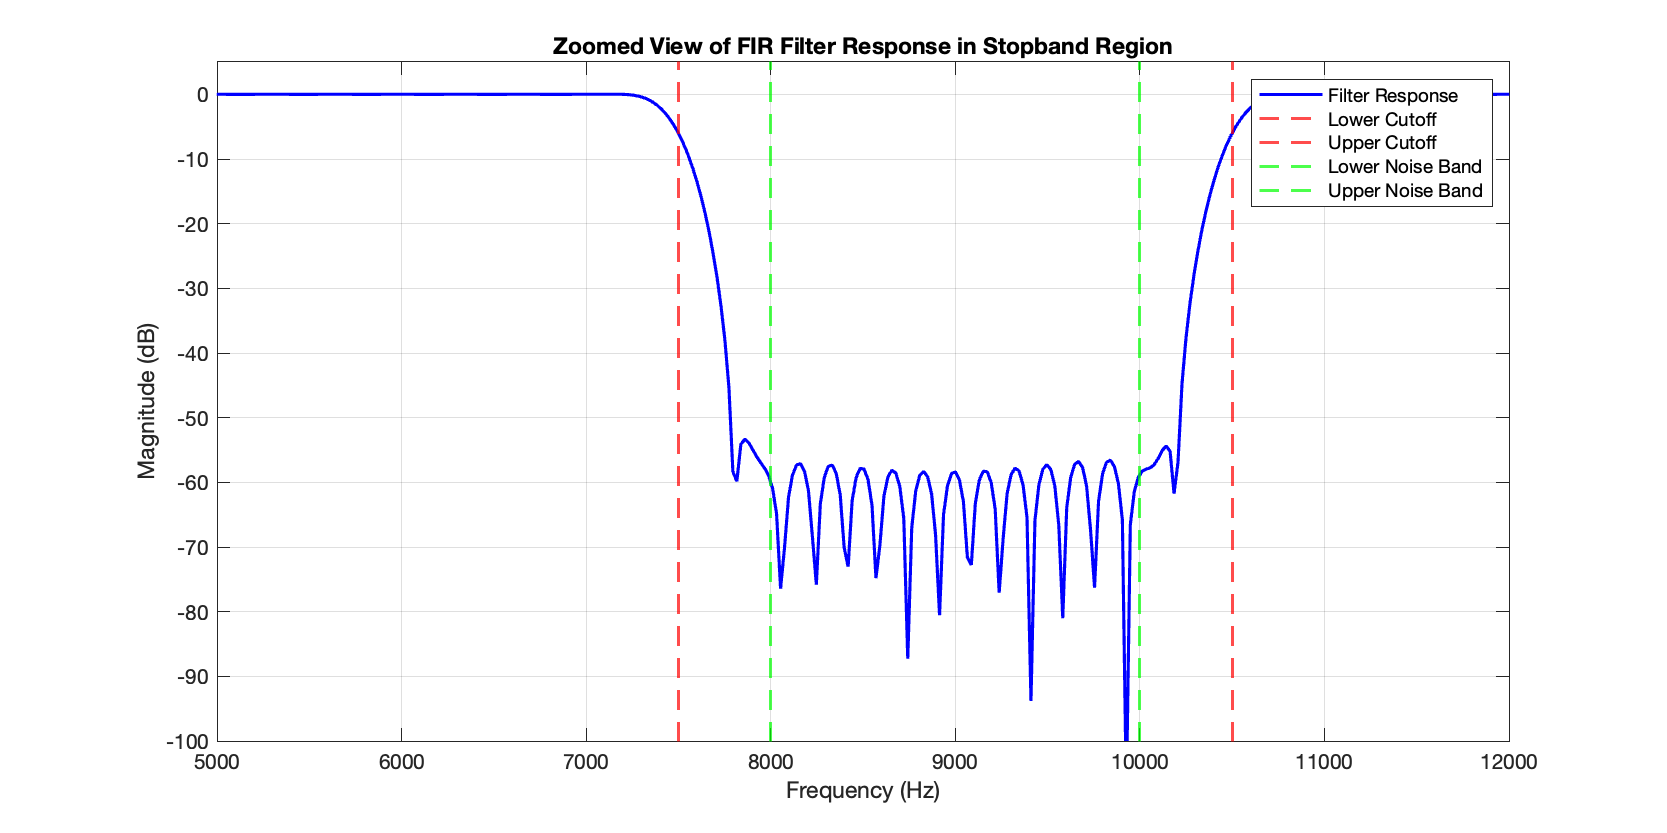 Zoomed View of FIR Filter Response in Stopband Region
Filter Response
Lower Cutoff
Upper Cutoff
Lower Noise Band
Upper Noise Band
Magnitude (dB)
0
-10
-20
-30
-40
-50
-60
-70
-80
-90
-100
5000 6000 7000 8000 9000 10000 11000 12000
Frequency (Hz)